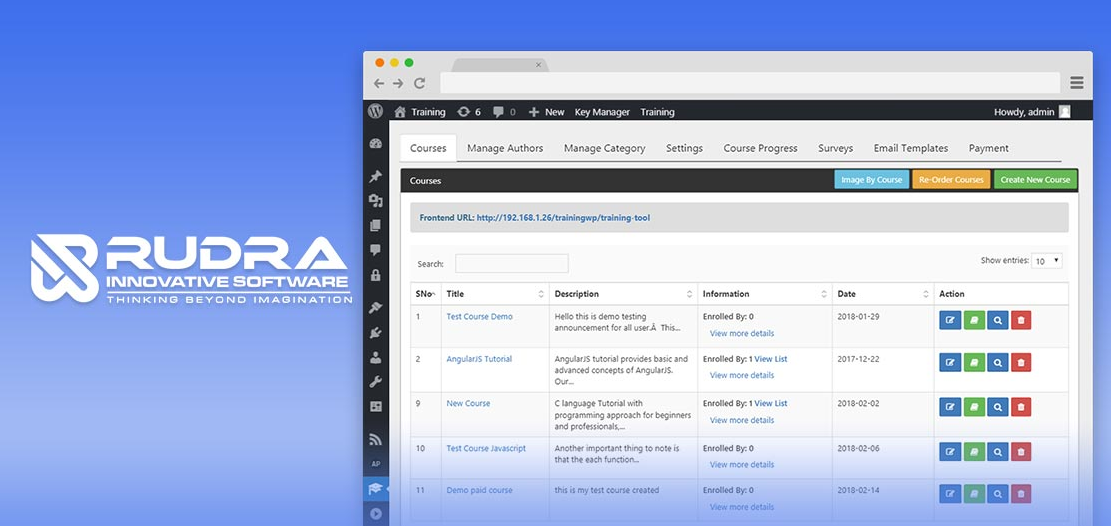 RUDRA
INNOVATIVE SOFTWARE
THINKING BEYOND IMAGINATION
Training 6 0 New Key Manager Training Howdy, admin
Courses Manage Authors Manage Category Settings Course Progress Surveys Email Templates Payment
Courses Image By Course Re-Order Courses Create New Course
Frontend URL: http://192.168.1.26/trainingwp/training-tool
Search: Show entries: 10
SNo Title Description Information Date Action
1 Test Course Demo Hello this is demo testing Enrolled By: 0 2018-01-29
announcement for all user.Â This... View more details
2 AngularJS Tutorial AngularJS tutorial provides basic and Enrolled By: 1 View List 2017-12-22
advanced concepts of AngularJS. View more details
Our...
9 New Course C language Tutorial with Enrolled By: 1 View List 2018-02-02
programming approach for beginners View more details
and professionals,...
10 Test Course Javascript Another important thing to note is Enrolled By: 0 2018-02-06
that the each function... View more details
11 Demo paid course this is my test course created Enrolled By: 0 2018-02-14
View more details
AP